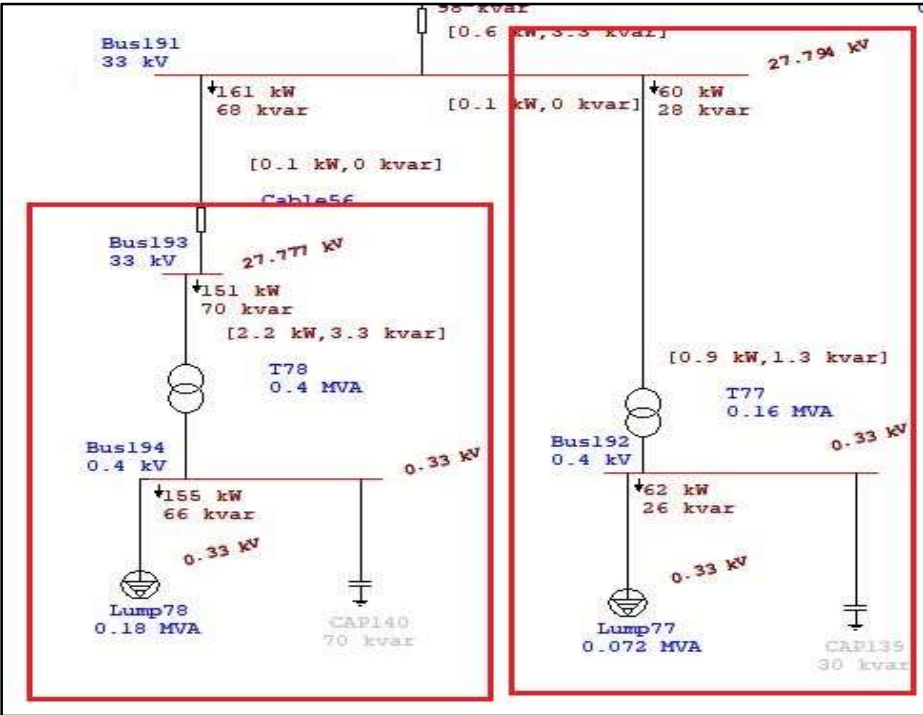 98 kvar
[0.6 kW,3.3 kvar]
Bus191
33 kV
27.794 kV
161 kW
68 kvar
[0.1 kW,0 kvar]
60 kW
28 kvar
[0.1 kW,0 kvar]
Cable56
Bus193
33 kV
27.777 kV
151 kW
70 kvar
[2.2 kW,3.3 kvar]
T78
0.4 MVA
[0.9 kW,1.3 kvar]
T77
0.16 MVA
Bus194
0.4 kV
0.33 kV
Bus192
0.4 kV
0.33 kV
155 kW
66 kvar
62 kW
26 kvar
0.33 kV
0.33 kV
Lump78
0.18 MVA
CAP140
70 kvar
Lump77
0.072 MVA
CAP139
30 kvar